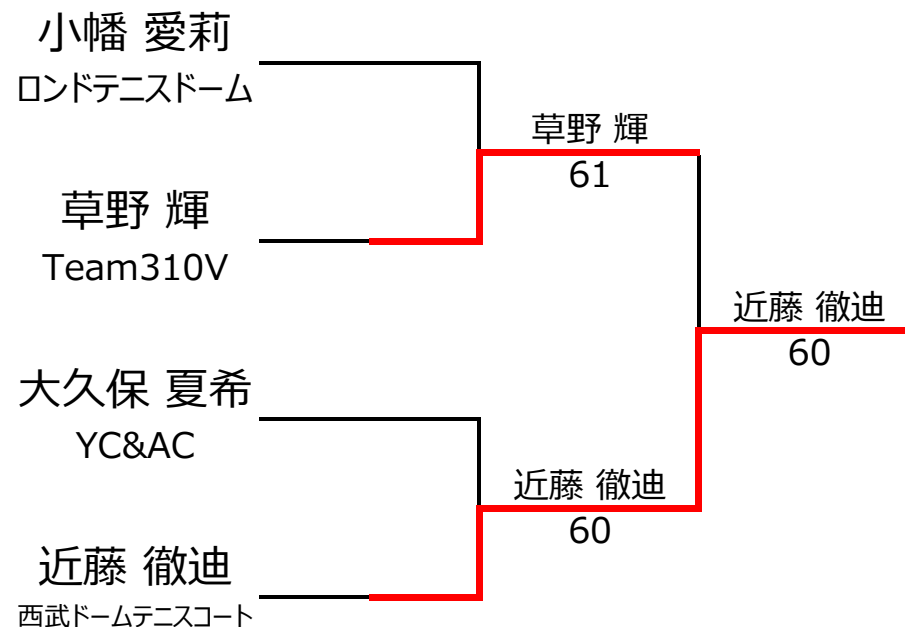 小幡 愛莉
ロンドテニスドーム
草野 輝
Team310V
大久保 夏希
YC&AC
近藤 徹迪
西武ドームテニスコート
草野 輝
61
近藤 徹迪
60
近藤 徹迪
60